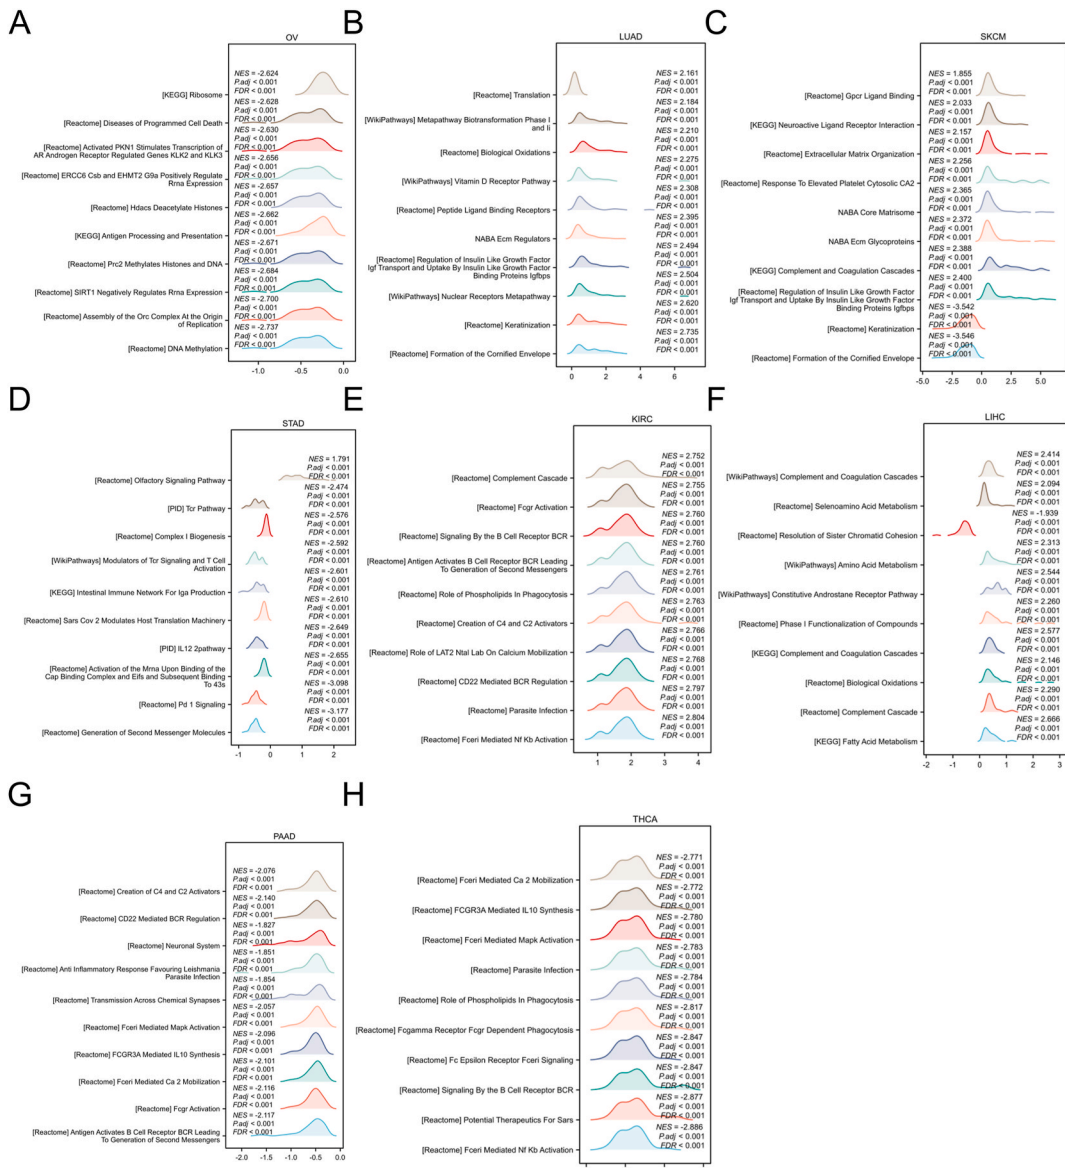 A
OV
NES = -2.624
P.adj < 0.001
FDR < 0.001
[KEGG] Ribosome
NES = -2.628
P.adj < 0.001
FDR < 0.001
[Reactome] Diseases of Programmed Cell Death
NES = -2.630
P.adj < 0.001
FDR < 0.001
[Reactome] Activated PKN1 Stimulates Transcription of
AR Androgen Receptor Regulated Genes KLK2 and KLK3
NES = -2.656
P.adj < 0.001
FDR < 0.001
[Reactome] ERCC6 Csb and EHMT2 G9a Positively Regulate
Rrna Expression
NES = -2.657
P.adj < 0.001
FDR < 0.001
[Reactome] Hdacs Deacetylate Histones
NES = -2.662
P.adj < 0.001
FDR < 0.001
[KEGG] Antigen Processing and Presentation
NES = -2.671
P.adj < 0.001
FDR < 0.001
[Reactome] Prc2 Methylates Histones and DNA
NES = -2.684
P.adj < 0.001
FDR < 0.001
[Reactome] SIRT1 Negatively Regulates Rrna Expression
NES = -2.700
P.adj < 0.001
FDR < 0.001
[Reactome] Assembly of the Orc Complex At the Origin
of Replication
NES = -2.737
P.adj < 0.001
FDR < 0.001
[Reactome] DNA Methylation
-1.0 -0.5 0.0
B
LUAD
NES = 2.161
P.adj < 0.001
FDR < 0.001
[Reactome] Translation
NES = 2.184
P.adj < 0.001
FDR < 0.001
[WikiPathways] Metapathway Biotransformation Phase I
and Ii
NES = 2.210
P.adj < 0.001
FDR < 0.001
[Reactome] Biological Oxidations
NES = 2.275
P.adj < 0.001
FDR < 0.001
[WikiPathways] Vitamin D Receptor Pathway
NES = 2.308
P.adj < 0.001
FDR < 0.001
[Reactome] Peptide Ligand Binding Receptors
NES = 2.395
P.adj < 0.001
FDR < 0.001
NABA Ecm Regulators
NES = 2.494
P.adj < 0.001
FDR < 0.001
[Reactome] Regulation of Insulin Like Growth Factor
Igf Transport and Uptake By Insulin Like Growth Factor
Binding Proteins Igfbps
NES = 2.504
P.adj < 0.001
FDR < 0.001
[WikiPathways] Nuclear Receptors Metapathway
NES = 2.620
P.adj < 0.001
FDR < 0.001
[Reactome] Keratinization
NES = 2.735
P.adj < 0.001
FDR < 0.001
[Reactome] Formation of the Cornified Envelope
0 2 4 6
C
SKCM
NES = 1.855
P.adj < 0.001
FDR < 0.001
[Reactome] Gpcr Ligand Binding
NES = 2.033
P.adj < 0.001
FDR < 0.001
[KEGG] Neuroactive Ligand Receptor Interaction
NES = 2.157
P.adj < 0.001
FDR < 0.001
[Reactome] Extracellular Matrix Organization
NES = 2.256
P.adj < 0.001
FDR < 0.001
[Reactome] Response To Elevated Platelet Cytosolic CA2
NES = 2.365
P.adj < 0.001
FDR < 0.001
NABA Core Matrisome
NES = 2.372
P.adj < 0.001
FDR < 0.001
NABA Ecm Glycoproteins
NES = 2.388
P.adj < 0.001
FDR < 0.001
[KEGG] Complement and Coagulation Cascades
NES = 2.400
P.adj < 0.001
FDR < 0.001
[Reactome] Regulation of Insulin Like Growth Factor
Igf Transport and Uptake By Insulin Like Growth Factor
Binding Proteins Igfbps
NES = -3.542
P.adj < 0.001
FDR < 0.001
[Reactome] Keratinization
NES = -3.546
P.adj < 0.001
FDR < 0.001
[Reactome] Formation of the Cornified Envelope
-5.0 -2.5 0.0 2.5 5.0
D
STAD
NES = 1.791
P.adj < 0.001
FDR < 0.001
[Reactome] Olfactory Signaling Pathway
NES = -2.474
P.adj < 0.001
FDR < 0.001
[PID] Tcr Pathway
NES = -2.576
P.adj < 0.001
FDR < 0.001
[Reactome] Complex I Biogenesis
NES = -2.592
P.adj < 0.001
FDR < 0.001
[WikiPathways] Modulators of Tcr Signaling and T Cell
Activation
NES = -2.601
P.adj < 0.001
FDR < 0.001
[KEGG] Intestinal Immune Network For Iga Production
NES = -2.610
P.adj < 0.001
FDR < 0.001
[Reactome] Sars Cov 2 Modulates Host Translation Machinery
NES = -2.649
P.adj < 0.001
FDR < 0.001
[PID] IL12 2pathway
NES = -2.655
P.adj < 0.001
FDR < 0.001
[Reactome] Activation of the Mrna Upon Binding of the
Cap Binding Complex and Eifs and Subsequent Binding
To 43s
NES = -3.098
P.adj < 0.001
FDR < 0.001
[Reactome] Pd 1 Signaling
NES = -3.177
P.adj < 0.001
FDR < 0.001
[Reactome] Generation of Second Messenger Molecules
-1 0 1 2
E
KIRC
NES = 2.752
P.adj < 0.001
FDR < 0.001
[Reactome] Complement Cascade
NES = 2.755
P.adj < 0.001
FDR < 0.001
[Reactome] Fcgr Activation
NES = 2.760
P.adj < 0.001
FDR < 0.001
[Reactome] Signaling By the B Cell Receptor BCR
NES = 2.760
P.adj < 0.001
FDR < 0.001
[Reactome] Antigen Activates B Cell Receptor BCR Leading
To Generation of Second Messengers
NES = 2.761
P.adj < 0.001
FDR < 0.001
[Reactome] Role of Phospholipids In Phagocytosis
NES = 2.763
P.adj < 0.001
FDR < 0.001
[Reactome] Creation of C4 and C2 Activators
NES = 2.766
P.adj < 0.001
FDR < 0.001
[Reactome] Role of LAT2 Ntal Lab On Calcium Mobilization
NES = 2.768
P.adj < 0.001
FDR < 0.001
[Reactome] CD22 Mediated BCR Regulation
NES = 2.797
P.adj < 0.001
FDR < 0.001
[Reactome] Parasite Infection
NES = 2.804
P.adj < 0.001
FDR < 0.001
[Reactome] Fceri Mediated Nf Kb Activation
1 2 3 4
F
LIHC
NES = 2.414
P.adj < 0.001
FDR < 0.001
[WikiPathways] Complement and Coagulation Cascades
NES = 2.094
P.adj < 0.001
FDR < 0.001
[Reactome] Selenoamino Acid Metabolism
NES = -1.939
P.adj < 0.001
FDR < 0.001
[Reactome] Resolution of Sister Chromatid Cohesion
NES = 2.313
P.adj < 0.001
FDR < 0.001
[WikiPathways] Amino Acid Metabolism
NES = 2.544
P.adj < 0.001
FDR < 0.001
[WikiPathways] Constitutive Androstane Receptor Pathway
NES = 2.260
P.adj < 0.001
FDR < 0.001
[Reactome] Phase I Functionalization of Compounds
NES = 2.577
P.adj < 0.001
FDR < 0.001
[KEGG] Complement and Coagulation Cascades
NES = 2.146
P.adj < 0.001
FDR < 0.001
[Reactome] Biological Oxidations
NES = 2.290
P.adj < 0.001
FDR < 0.001
[Reactome] Complement Cascade
NES = 2.666
P.adj < 0.001
FDR < 0.001
[KEGG] Fatty Acid Metabolism
-2 -1 0 1 2 3
G
PAAD
NES = -2.076
P.adj < 0.001
FDR < 0.001
[Reactome] Creation of C4 and C2 Activators
NES = -2.140
P.adj < 0.001
FDR < 0.001
[Reactome] CD22 Mediated BCR Regulation
NES = -1.827
P.adj < 0.001
FDR < 0.001
[Reactome] Neuronal System
NES = -1.851
P.adj < 0.001
FDR < 0.001
[Reactome] Anti Inflammatory Response Favouring Leishmania
Parasite Infection
NES = -1.854
P.adj < 0.001
FDR < 0.001
[Reactome] Transmission Across Chemical Synapses
NES = -2.057
P.adj < 0.001
FDR < 0.001
[Reactome] Fceri Mediated Mapk Activation
NES = -2.096
P.adj < 0.001
FDR < 0.001
[Reactome] FCGR3A Mediated IL10 Synthesis
NES = -2.101
P.adj < 0.001
FDR < 0.001
[Reactome] Fceri Mediated Ca 2 Mobilization
NES = -2.116
P.adj < 0.001
FDR < 0.001
[Reactome] Fcgr Activation
NES = -2.117
P.adj < 0.001
FDR < 0.001
[Reactome] Antigen Activates B Cell Receptor BCR Leading
To Generation of Second Messengers
-2.0 -1.5 -1.0 -0.5 0.0
H
THCA
NES = -2.771
P.adj < 0.001
FDR < 0.001
[Reactome] Fceri Mediated Ca 2 Mobilization
NES = -2.772
P.adj < 0.001
FDR < 0.001
[Reactome] FCGR3A Mediated IL10 Synthesis
NES = -2.780
P.adj < 0.001
FDR < 0.001
[Reactome] Fceri Mediated Mapk Activation
NES = -2.783
P.adj < 0.001
FDR < 0.001
[Reactome] Parasite Infection
NES = -2.784
P.adj < 0.001
FDR < 0.001
[Reactome] Role of Phospholipids In Phagocytosis
NES = -2.817
P.adj < 0.001
FDR < 0.001
[Reactome] Fcgamma Receptor Fcgr Dependent Phagocytosis
NES = -2.847
P.adj < 0.001
FDR < 0.001
[Reactome] Fc Epsilon Receptor Fceri Signaling
NES = -2.847
P.adj < 0.001
FDR < 0.001
[Reactome] Signaling By the B Cell Receptor BCR
NES = -2.877
P.adj < 0.001
FDR < 0.001
[Reactome] Potential Therapeutics For Sars
NES = -2.886
P.adj < 0.001
FDR < 0.001
[Reactome] Fceri Mediated Nf Kb Activation